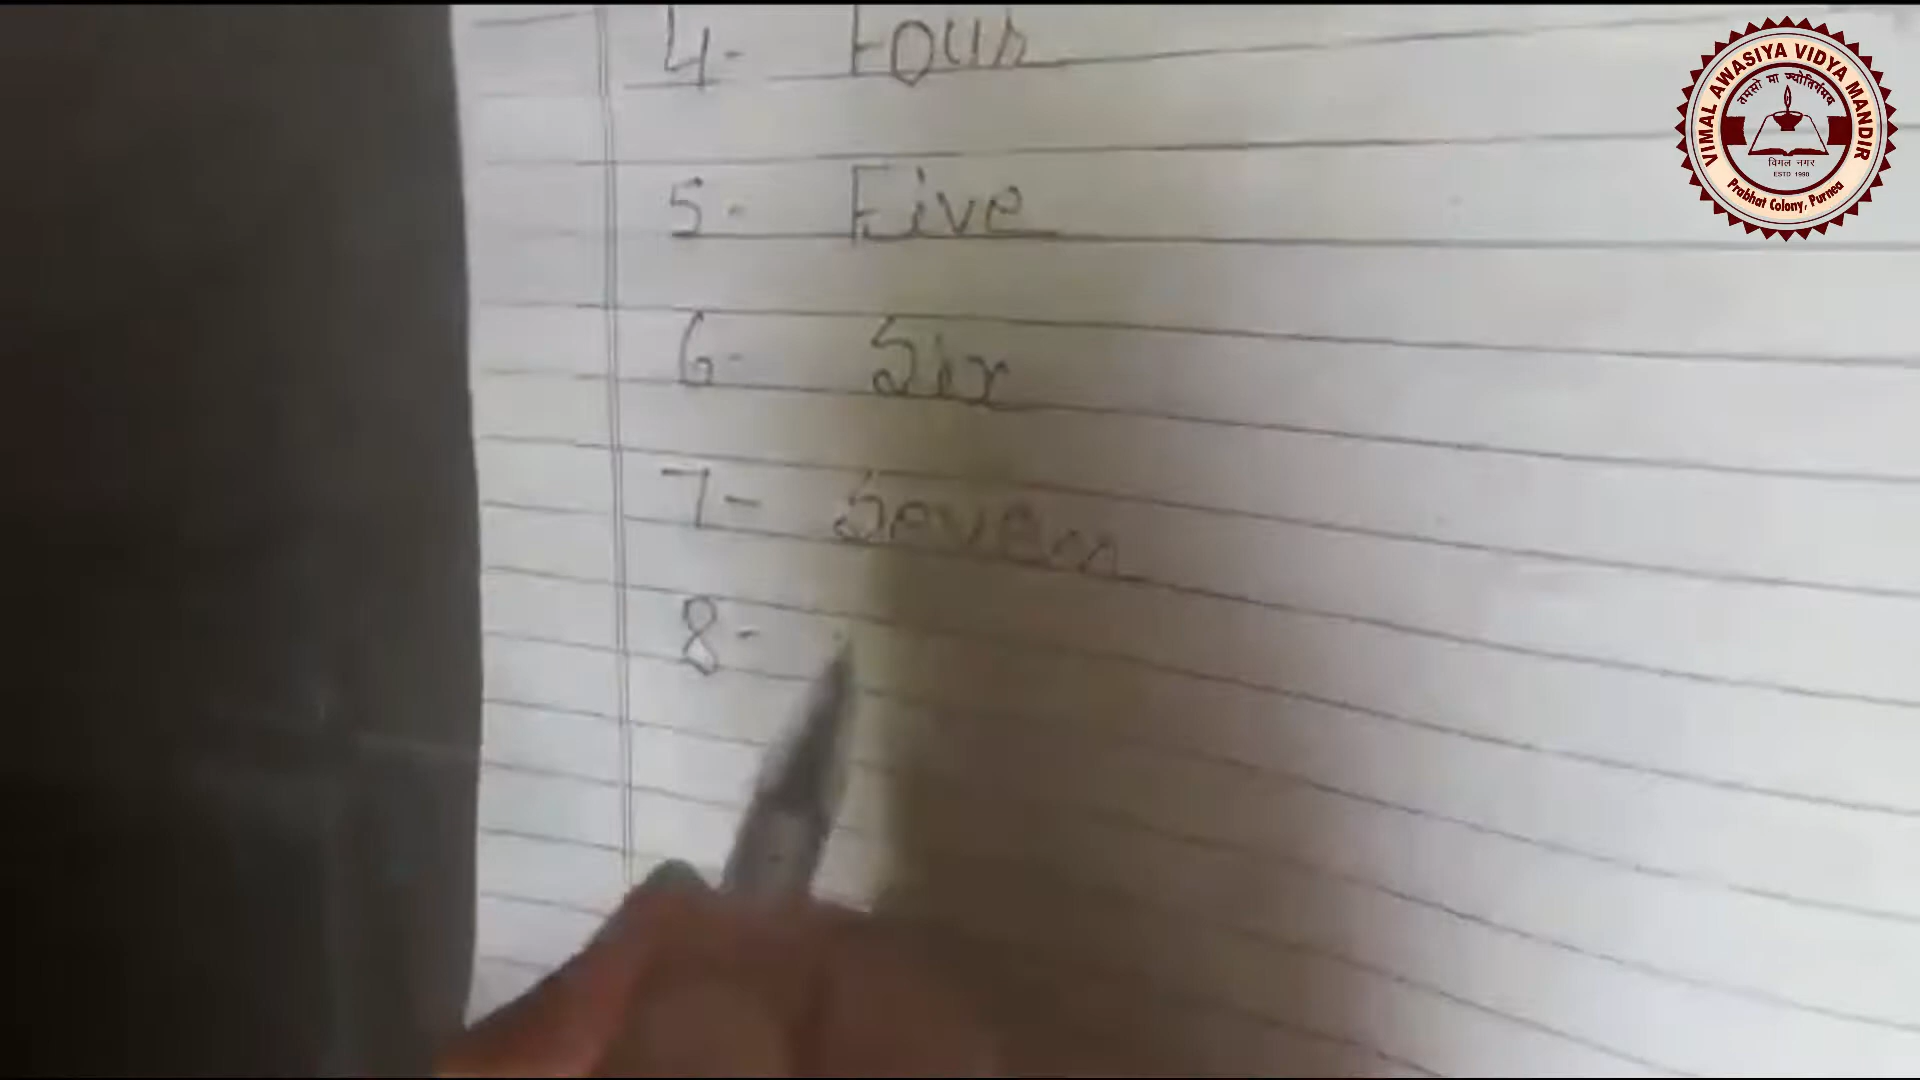 4- Four
5- Five
6- Six
7- Seven
8-
VIMAL AWASIYA VIDYA MANDIR
तमसो मा ज्योतिर्गमय
विमल नगर
ESTD 1990
Prabhat Colony, Purnea